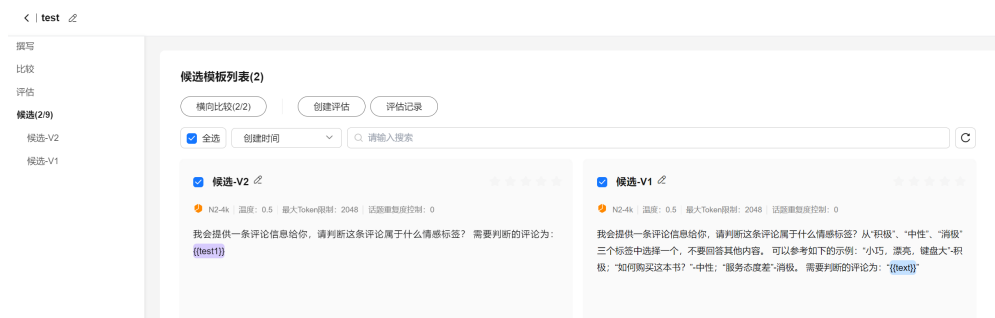 test
撰写
比较
评估
候选(2/9)
候选-V2
候选-V1
候选模板列表(2)
横向比较(2/2) 创建评估 评估记录
全选 创建时间 请输入搜索
候选-V2
N2-4k 温度：0.5 最大Token限制：2048 话题重复度控制：0
我会提供一条评论信息给你，请判断这条评论属于什么情感标签？ 需要判断的评论为：
{{test1}}
候选-V1
N2-4k 温度：0.5 最大Token限制：2048 话题重复度控制：0
我会提供一条评论信息给你，请判断这条评论属于什么情感标签？从“积极”、“中性”、“消极”
三个标签中选择一个，不要回答其他内容。 可以参考如下的示例：“小巧，漂亮，键盘大”-积
极；“如何购买这本书？”-中性；“服务态度差”-消极。 需要判断的评论为：“{{text}}”